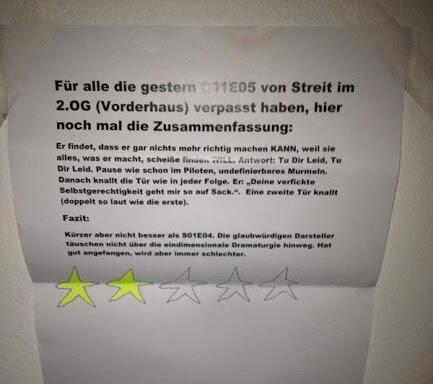 Für alle die gestern S01E05 von Streit im
2.OG (Vorderhaus) verpasst haben, hier
noch mal die Zusammenfassung:
Er findet, dass er gar nichts mehr richtig machen KANN, weil sie
alles, was er macht, scheiße finden WILL. Antwort: Tu Dir Leid, Tu
Dir Leid. Pause wie schon im Piloten, undefinierbares Murmeln.
Danach knallt die Tür wie in jeder Folge. Er: „Deine verfickte
Selbstgerechtigkeit geht mir so auf Sack.“. Eine zweite Tür knallt
(doppelt so laut wie die erste).
Fazit:
Kürzer aber nicht besser als S01E04. Die glaubwürdigen Darsteller
täuschen nicht über die eindimensionale Dramaturgie hinweg. Hat
gut angefangen, wird aber immer schlechter.